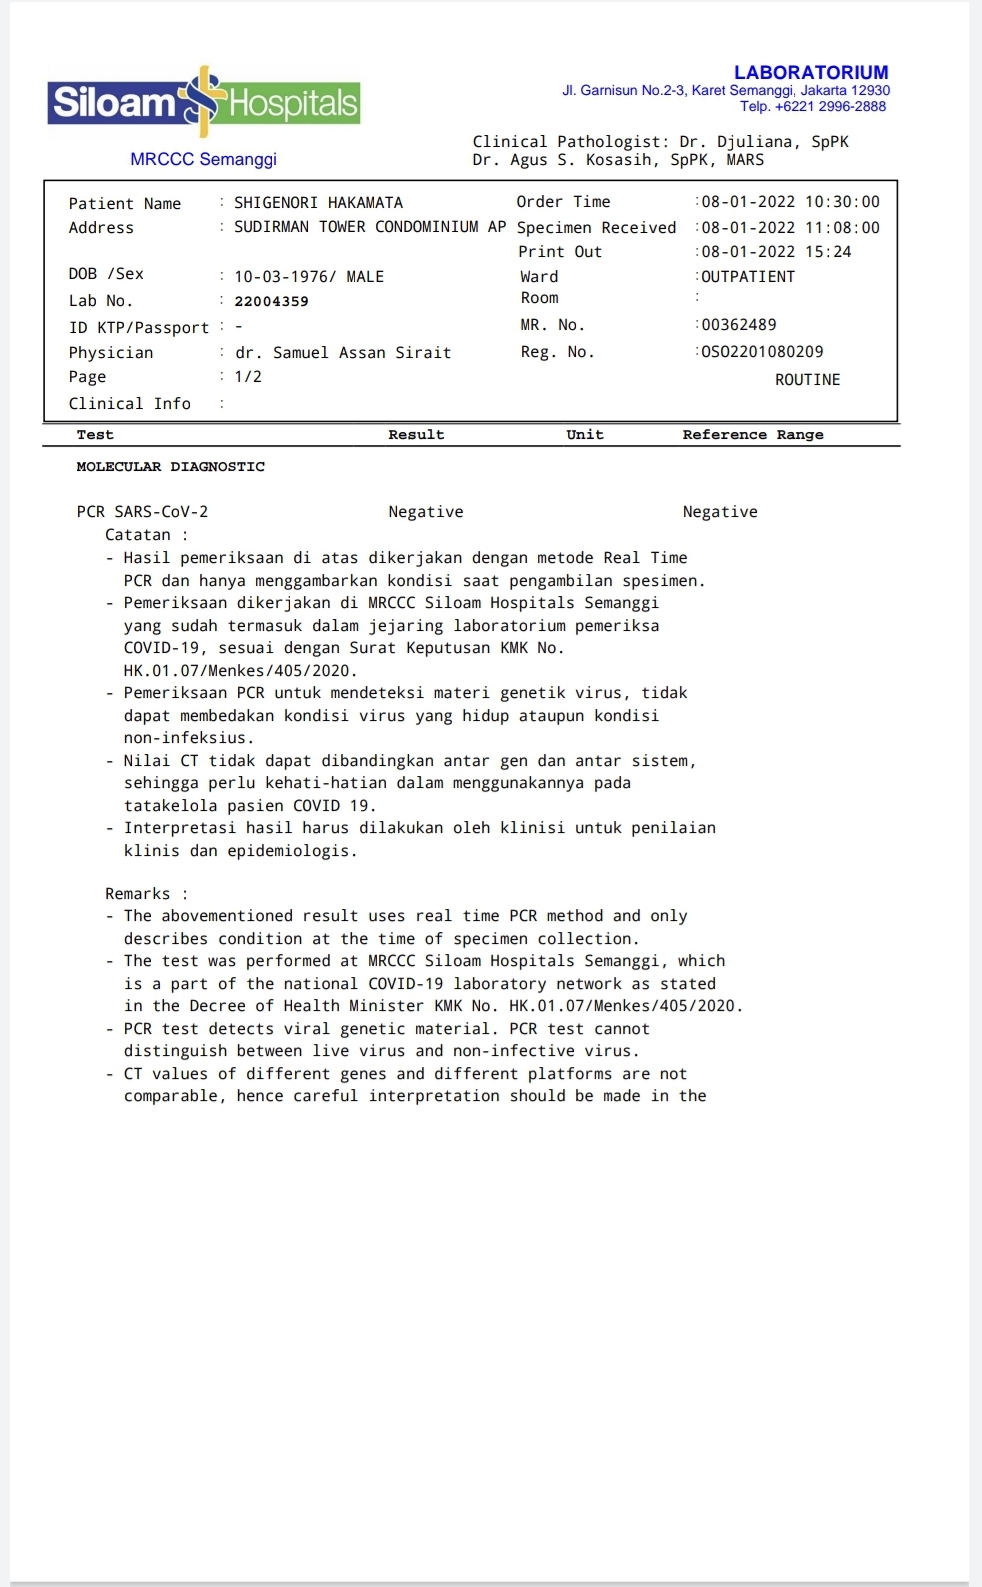 Siloam Hospitals
MRCCC Semanggi
LABORATORIUM
Jl. Garnisun No.2-3, Karet Semanggi, Jakarta 12930
Telp. +6221 2996-2888
Clinical Pathologist: Dr. Djuliana, SpPK
Dr. Agus S. Kosasih, SpPK, MARS
Patient Name : SHIGENORI HAKAMATA Order Time :08-01-2022 10:30:00
Address : SUDIRMAN TOWER CONDOMINIUM AP Specimen Received :08-01-2022 11:08:00
Print Out :08-01-2022 15:24
DOB /Sex : 10-03-1976/ MALE Ward :OUTPATIENT
Lab No. : 22004359 Room :
ID KTP/Passport : - MR. No. :00362489
Physician : dr. Samuel Assan Sirait Reg. No. :OSO2201080209
Page : 1/2 ROUTINE
Clinical Info :
Test Result Unit Reference Range
MOLECULAR DIAGNOSTIC
PCR SARS-CoV-2 Negative Negative
Catatan :
- Hasil pemeriksaan di atas dikerjakan dengan metode Real Time
PCR dan hanya menggambarkan kondisi saat pengambilan spesimen.
- Pemeriksaan dikerjakan di MRCCC Siloam Hospitals Semanggi
yang sudah termasuk dalam jejaring laboratorium pemeriksa
COVID-19, sesuai dengan Surat Keputusan KMK No.
HK.01.07/Menkes/405/2020.
- Pemeriksaan PCR untuk mendeteksi materi genetik virus, tidak
dapat membedakan kondisi virus yang hidup ataupun kondisi
non-infeksius.
- Nilai CT tidak dapat dibandingkan antar gen dan antar sistem,
sehingga perlu kehati-hatian dalam menggunakannya pada
tatakelola pasien COVID 19.
- Interpretasi hasil harus dilakukan oleh klinisi untuk penilaian
klinis dan epidemiologis.
Remarks :
- The abovementioned result uses real time PCR method and only
describes condition at the time of specimen collection.
- The test was performed at MRCCC Siloam Hospitals Semanggi, which
is a part of the national COVID-19 laboratory network as stated
in the Decree of Health Minister KMK No. HK.01.07/Menkes/405/2020.
- PCR test detects viral genetic material. PCR test cannot
distinguish between live virus and non-infective virus.
- CT values of different genes and different platforms are not
comparable, hence careful interpretation should be made in the